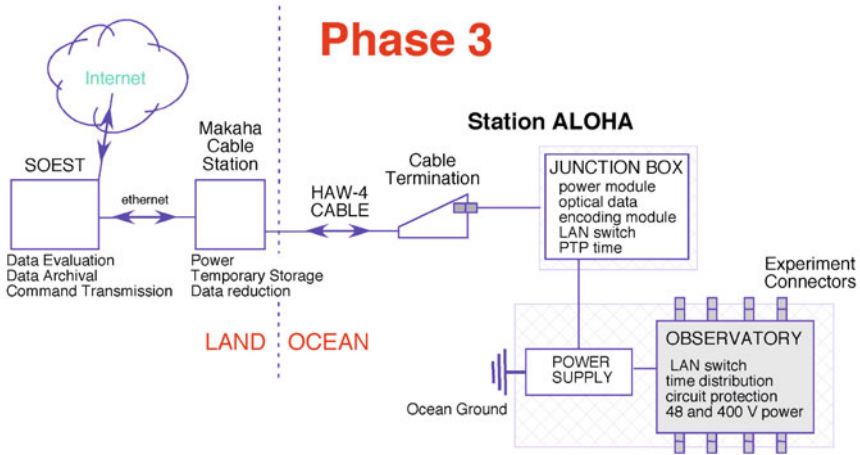 Phase 3
Internet
SOEST
ethernet
Makaha
Cable
Station
Data Evaluation
Data Archival
Command Transmission
Power
Temporary Storage
Data reduction
LAND
OCEAN
HAW-4
CABLE
Cable
Termination
Station ALOHA
JUNCTION BOX
power module
optical data
encoding module
LAN switch
PTP time
Experiment
Connectors
POWER
SUPPLY
Ocean Ground
OBSERVATORY
LAN switch
time distribution
circuit protection
48 and 400 V power